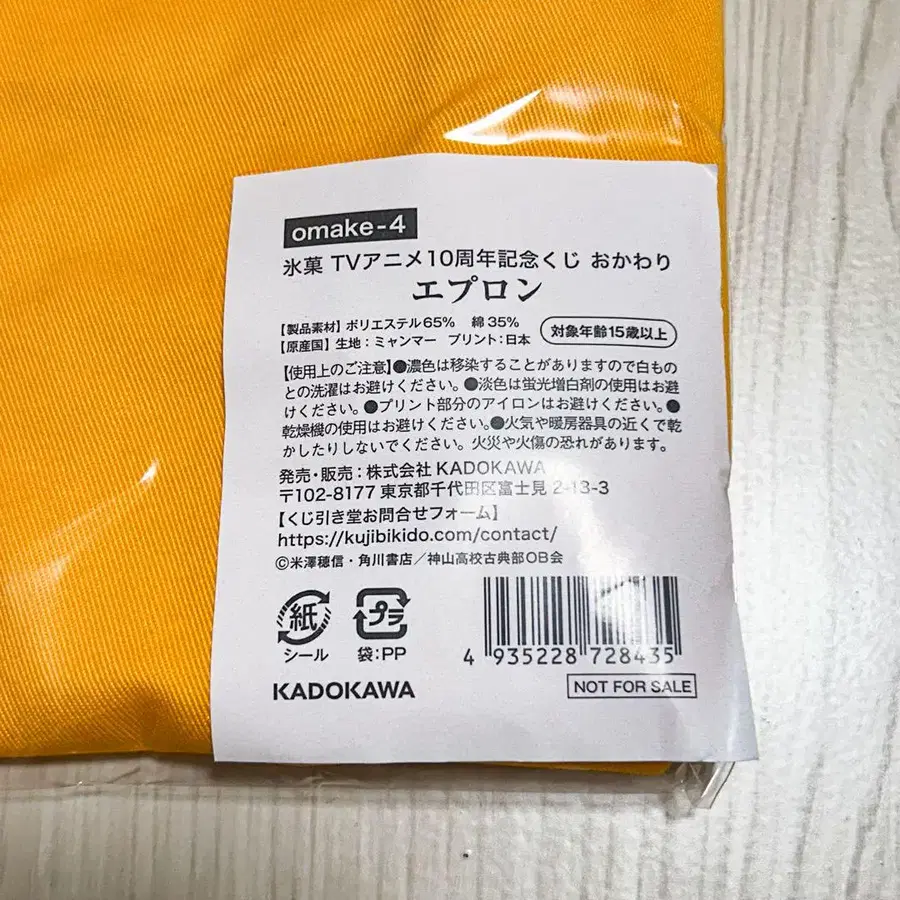 omake-4
氷菓 TVアニメ10周年記念くじ おかわり
エプロン
【製品素材】ポリエステル65% 綿35%
【原産国】生地：ミャンマー プリント：日本
対象年齢15歳以上
【使用上のご注意】●濃色は移染することがありますので白もの
との洗濯はお避けください。●淡色は蛍光増白剤の使用はお避
けください。●プリント部分のアイロンはお避けください。●
乾燥機の使用はお避けください。●火気や暖房器具の近くで乾
かしたりしないでください。火災や火傷の恐れがあります。
発売・販売：株式会社 KADOKAWA
〒102-8177 東京都千代田区富士見 2-13-3
【くじ引き堂お問合せフォーム】
https://kujibikido.com/contact/
©米澤穂信・角川書店／神山高校古典部OB会
紙
シール
プラ
袋:PP
4 935228 728435
KADOKAWA
NOT FOR SALE